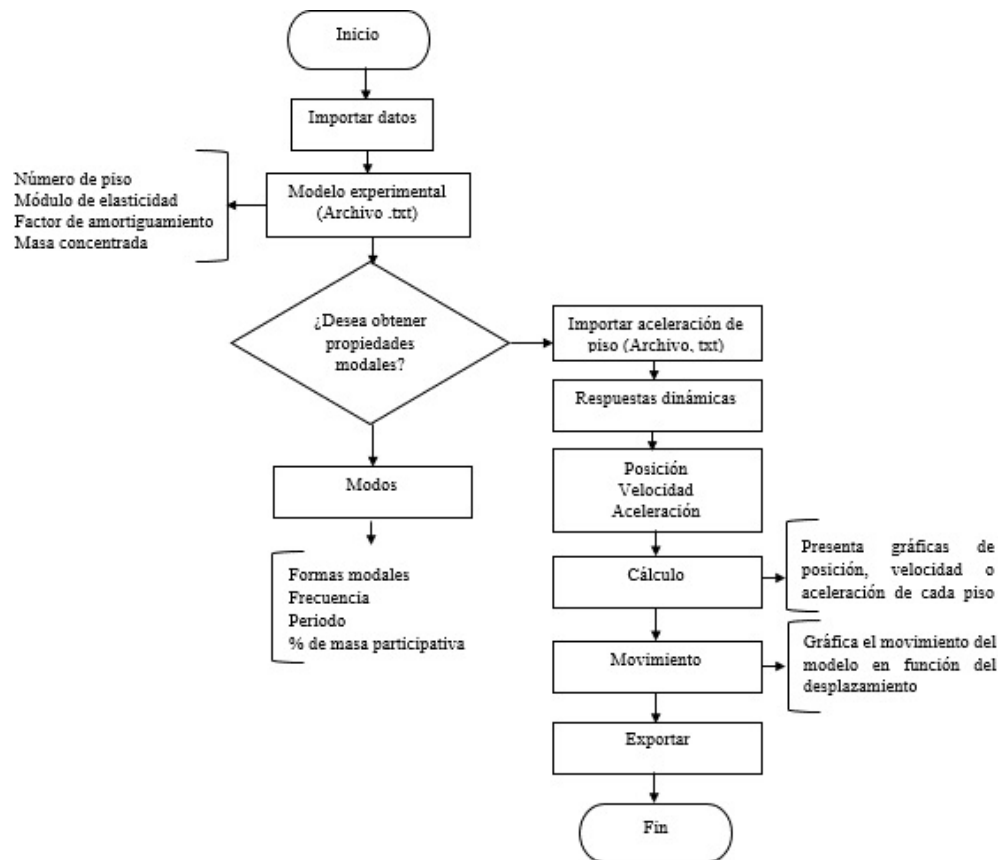 Inicio
Importar datos
Número de piso
Módulo de elasticidad
Factor de amortiguamiento
Masa concentrada
Modelo experimental
(Archivo .txt)
¿Desea obtener
propiedades
modales?
Importar aceleración de
piso (Archivo, txt)
Respuestas dinámicas
Modos
Posición
Velocidad
Aceleración
Formas modales
Frecuencia
Periodo
% de masa participativa
Cálculo
Presenta gráficas de
posición, velocidad o
aceleración de cada piso
Movimiento
Gráfica el movimiento del
modelo en función del
desplazamiento
Exportar
Fin